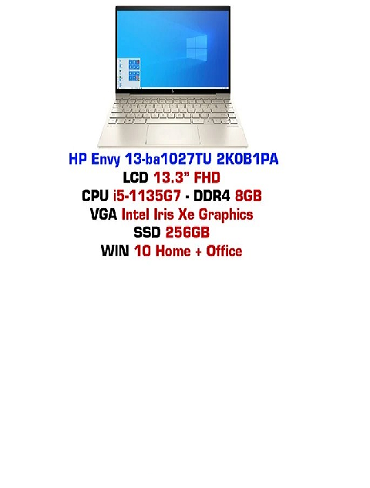 HP Envy 13-ba1027TU 2K0B1PA
LCD 13.3" FHD
CPU i5-1135G7 - DDR4 8GB
VGA Intel Iris Xe Graphics
SSD 256GB
WIN 10 Home + Office